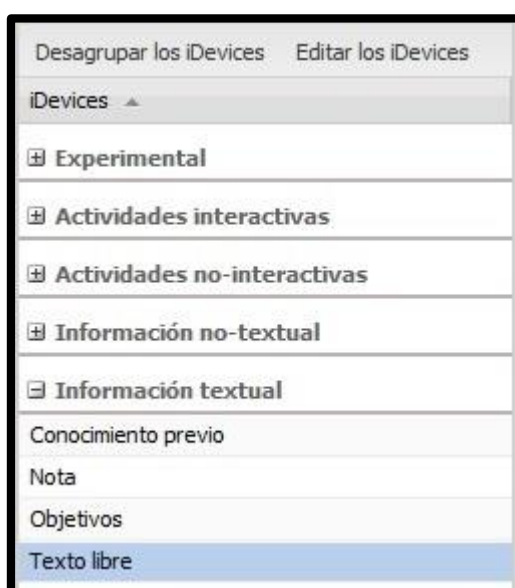 Desagrupar los iDevices Editar los iDevices
iDevices
Experimental
Actividades interactivas
Actividades no-interactivas
Información no-textual
Información textual
Conocimiento previo
Nota
Objetivos
Texto libre